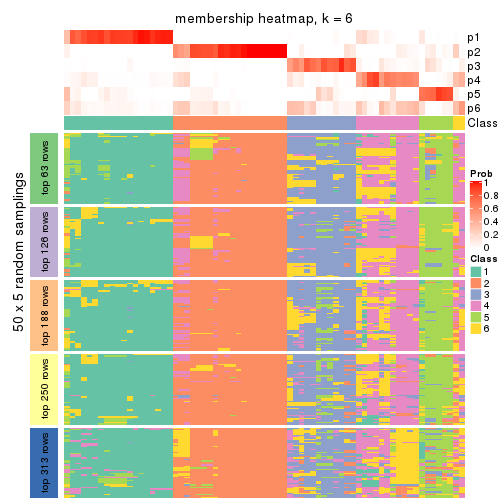 membership heatmap, k = 6
p1
p2
p3
p4
p5
p6
Class
50 x 5 random samplings
top 63 rows
top 126 rows
top 188 rows
top 250 rows
top 313 rows
Prob
1
0.8
0.6
0.4
0.2
0
Class
1
2
3
4
5
6